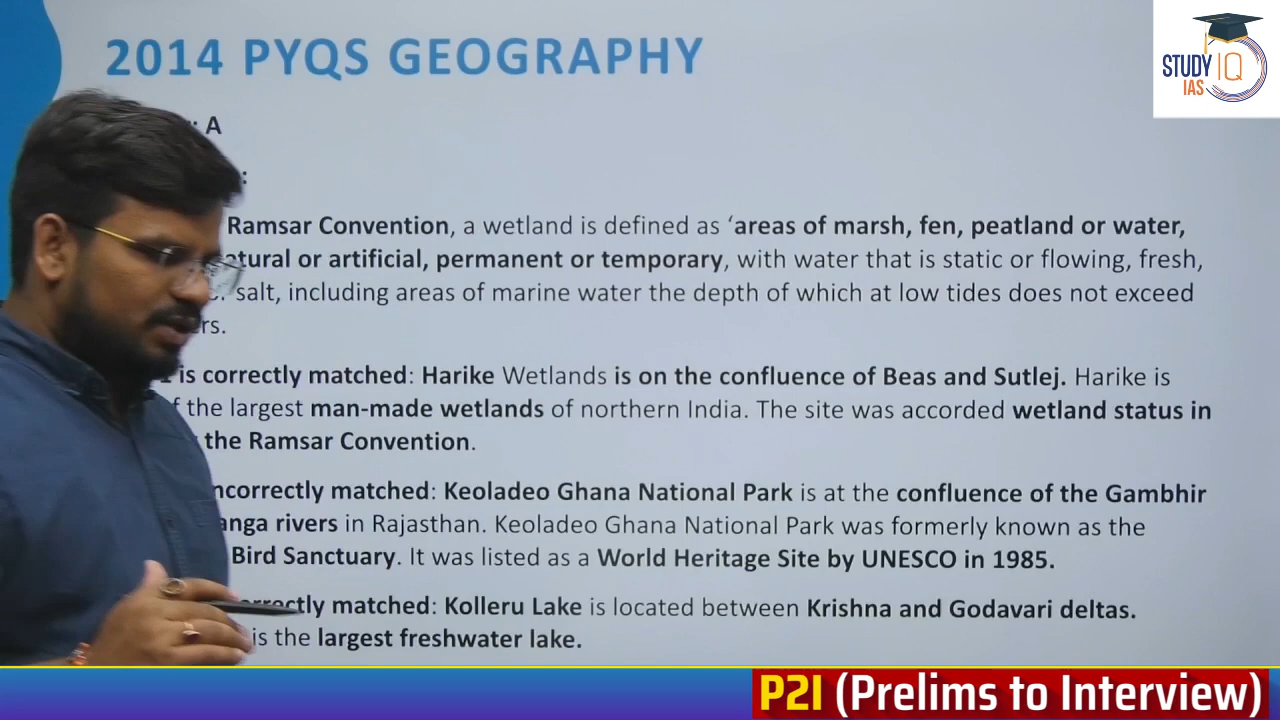 2014 PYQS GEOGRAPHY
STUDY IQ
IAS
: A
:
Ramsar Convention, a wetland is defined as ‘areas of marsh, fen, peatland or water,
or artificial, permanent or temporary, with water that is static or flowing, fresh,
salt, including areas of marine water the depth of which at low tides does not exceed
is correctly matched: Harike Wetlands is on the confluence of Beas and Sutlej. Harike is
the largest man-made wetlands of northern India. The site was accorded wetland status in
the Ramsar Convention.
matched: Keoladeo Ghana National Park is at the confluence of the Gambhir
rivers in Rajasthan. Keoladeo Ghana National Park was formerly known as the
Bird Sanctuary. It was listed as a World Heritage Site by UNESCO in 1985.
matched: Kolleru Lake is located between Krishna and Godavari deltas.
is the largest freshwater lake.
P2I (Prelims to Interview)